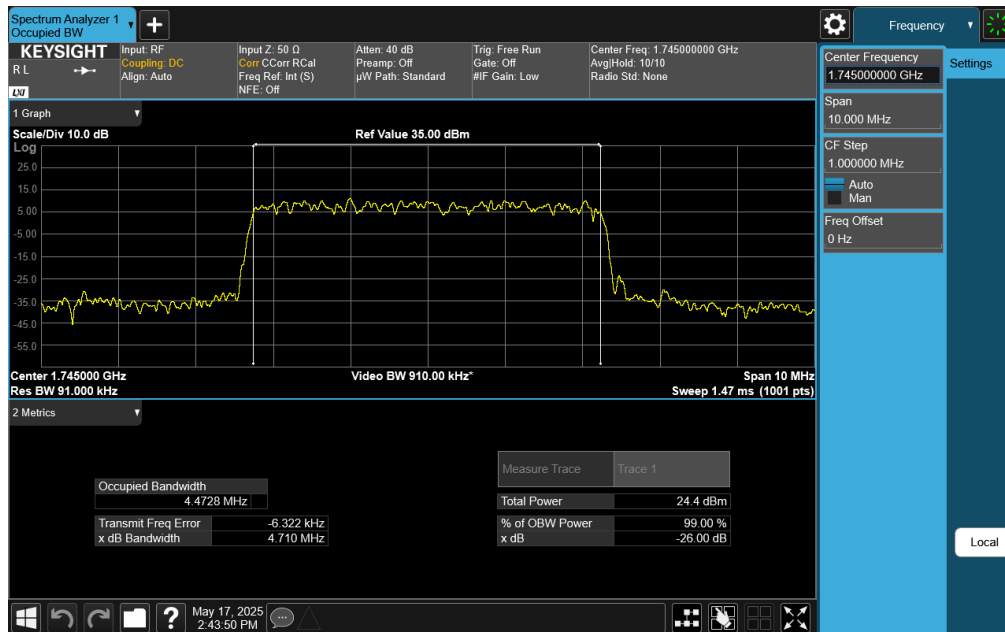 Spectrum Analyzer 1
Occupied BW
Frequency
KEYSIGHT
R L
LXI
Input: RF
Coupling: DC
Align: Auto
Input Z: 50 Ω
Corr CCorr RCal
Freq Ref: Int (S)
NFE: Off
Atten: 40 dB
Preamp: Off
µW Path: Standard
Trig: Free Run
Gate: Off
#IF Gain: Low
Center Freq: 1.745000000 GHz
Avg|Hold: 10/10
Radio Std: None
Center Frequency
1.745000000 GHz
Settings
Span
10.000 MHz
CF Step
1.000000 MHz
Auto
Man
Freq Offset
0 Hz
1 Graph
Scale/Div 10.0 dB
Ref Value 35.00 dBm
Log
25.0
15.0
5.00
-5.00
-15.0
-25.0
-35.0
-45.0
-55.0
Center 1.745000 GHz
Video BW 910.00 kHz*
Span 10 MHz
Res BW 91.000 kHz
Sweep 1.47 ms (1001 pts)
2 Metrics
Measure Trace
Trace 1
Occupied Bandwidth
4.4728 MHz
Total Power
24.4 dBm
Transmit Freq Error
-6.322 kHz
% of OBW Power
99.00 %
x dB Bandwidth
4.710 MHz
x dB
-26.00 dB
Local
May 17, 2025
2:43:50 PM